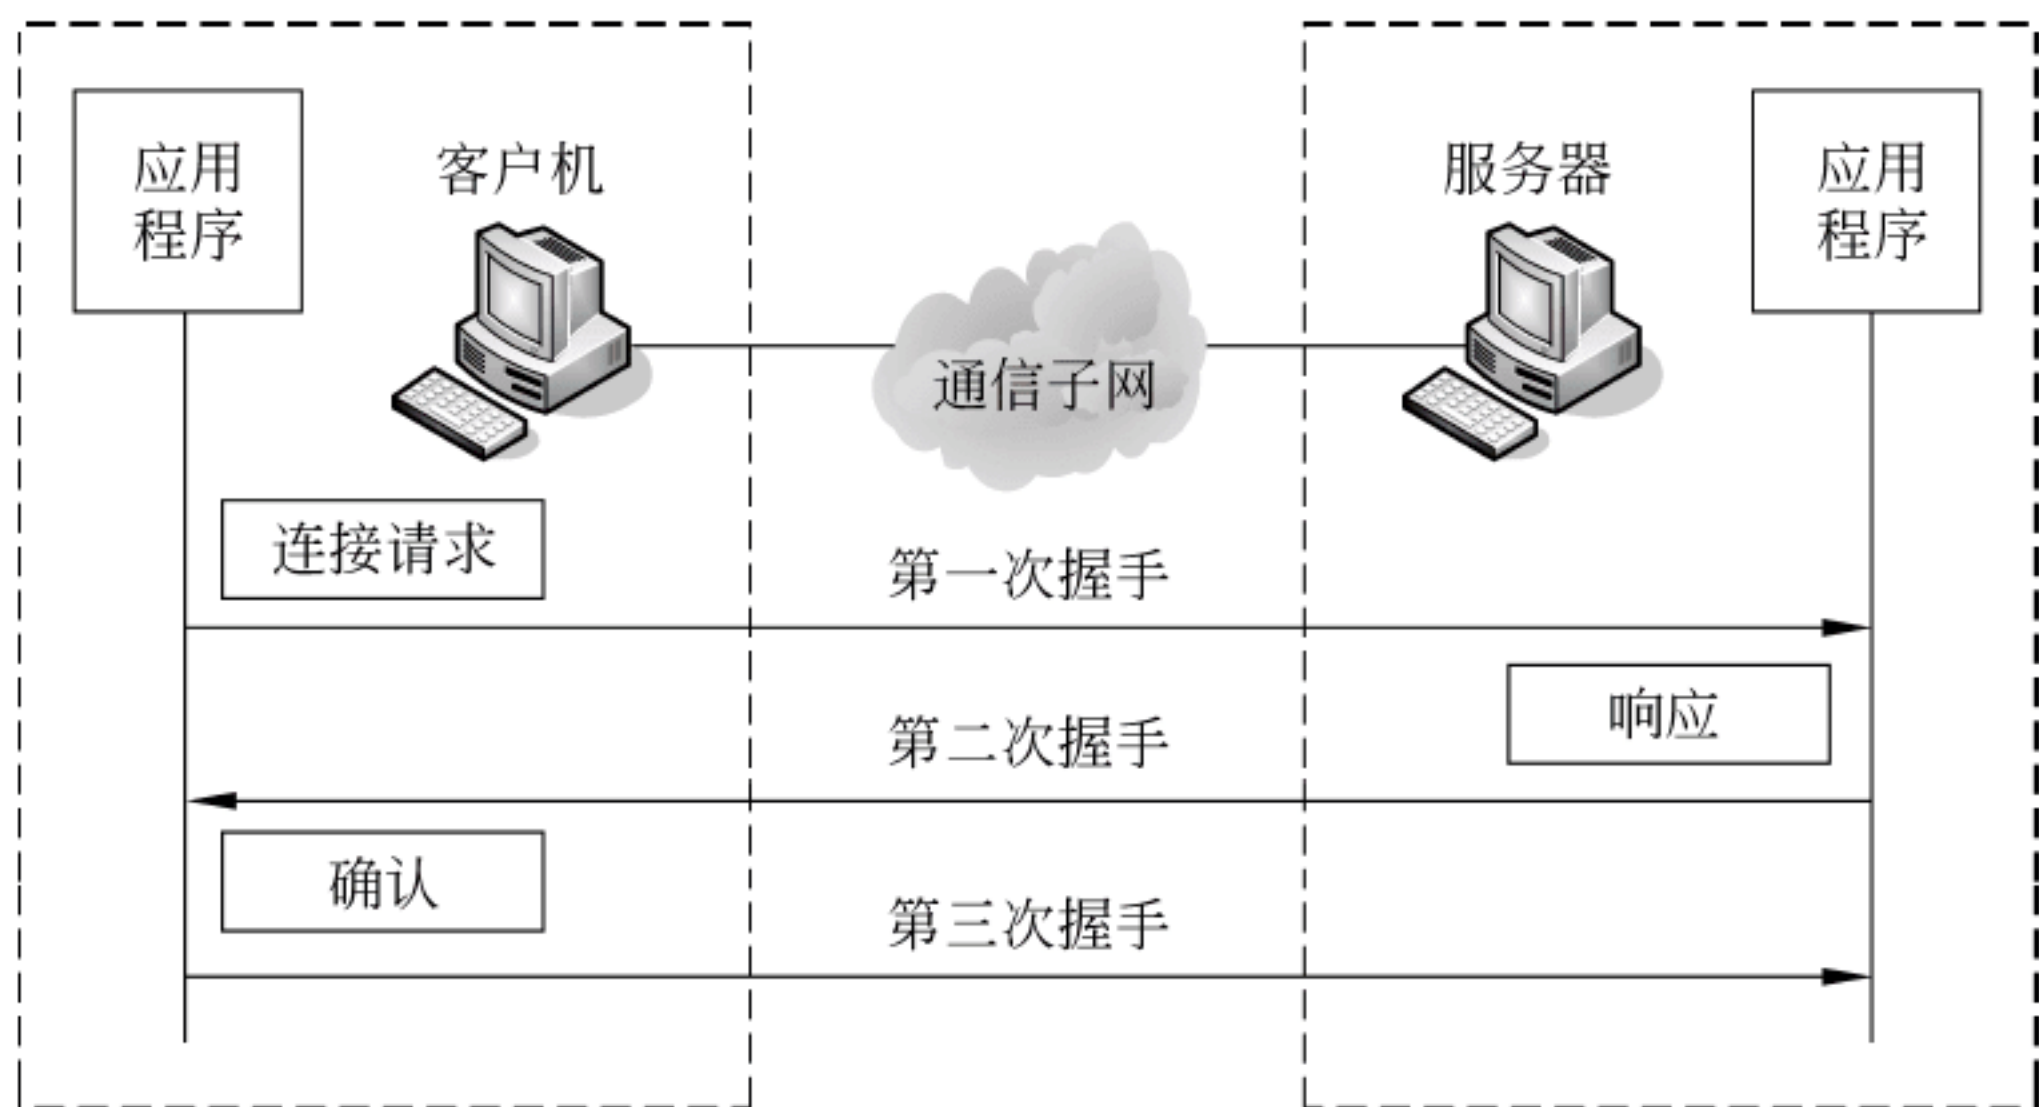 应用
程序
客户机
服务器
应用
程序
通信子网
连接请求
第一次握手
响应
第二次握手
确认
第三次握手